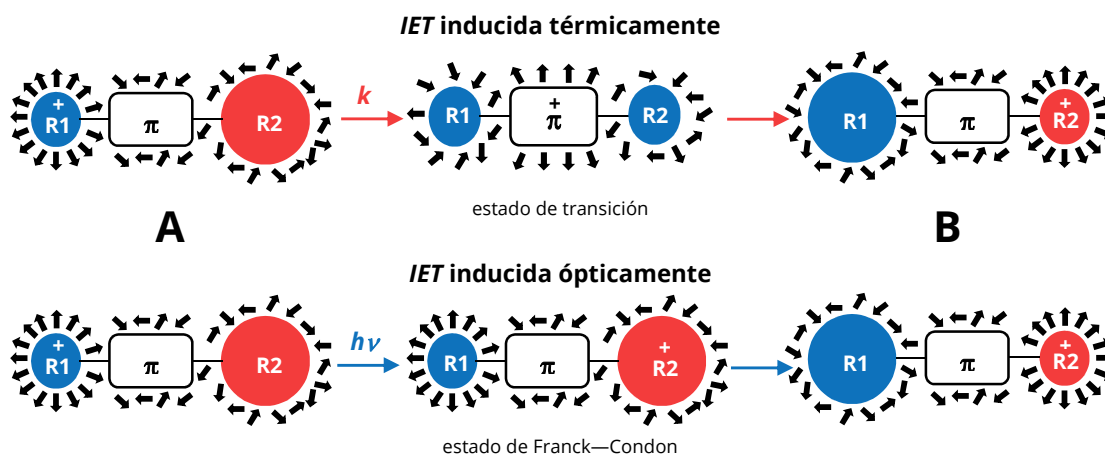 IET inducida térmicamente
+
R1
π
R2
k
R1
+
π
R2
R1
π
+
R2
estado de transición
A
B
IET inducida ópticamente
+
R1
π
R2
hν
R1
π
+
R2
R1
π
+
R2
estado de Franck—Condon